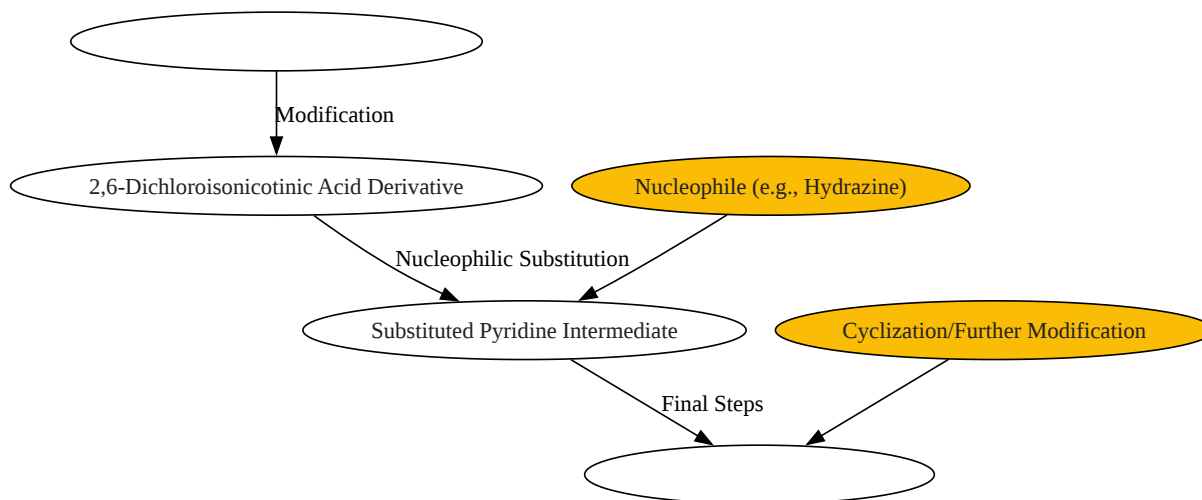 Modification
2,6-Dichloroisonicotinic Acid Derivative
Nucleophile (e.g., Hydrazine)
Nucleophilic Substitution
Substituted Pyridine Intermediate
Cyclization/Further Modification
Final Steps